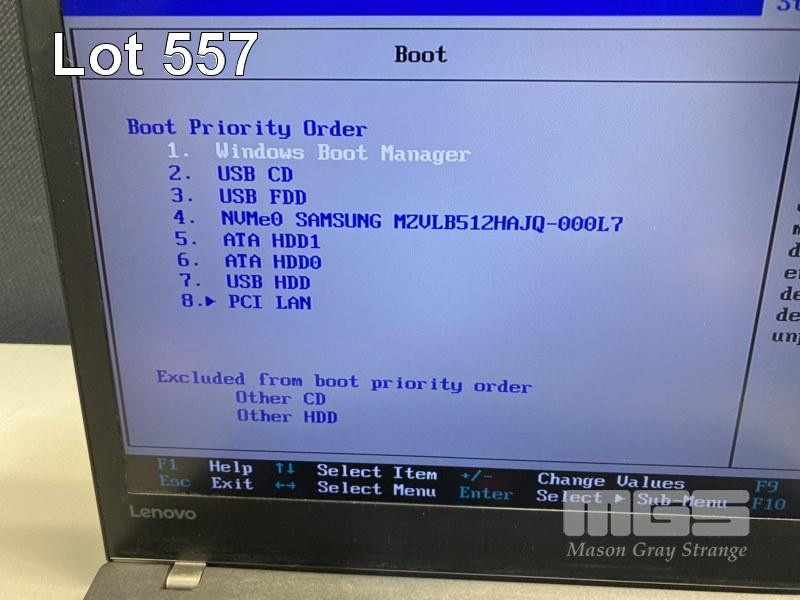 Lot 557
Boot
Boot Priority Order
1. Windows Boot Manager
2. USB CD
3. USB FDD
4. NVMe0 SAMSUNG MZVLB512HAJQ-000L7
5. ATA HDD1
6. ATA HDD0
7. USB HDD
8.▶ PCI LAN
Excluded from boot priority order
Other CD
Other HDD
F1 Help ↑↓ Select Item +/- Change Values F9
Esc Exit ←→ Select Menu Enter Select ▶ Sub-Menu F10
Lenovo
MGS
Mason Gray Strange